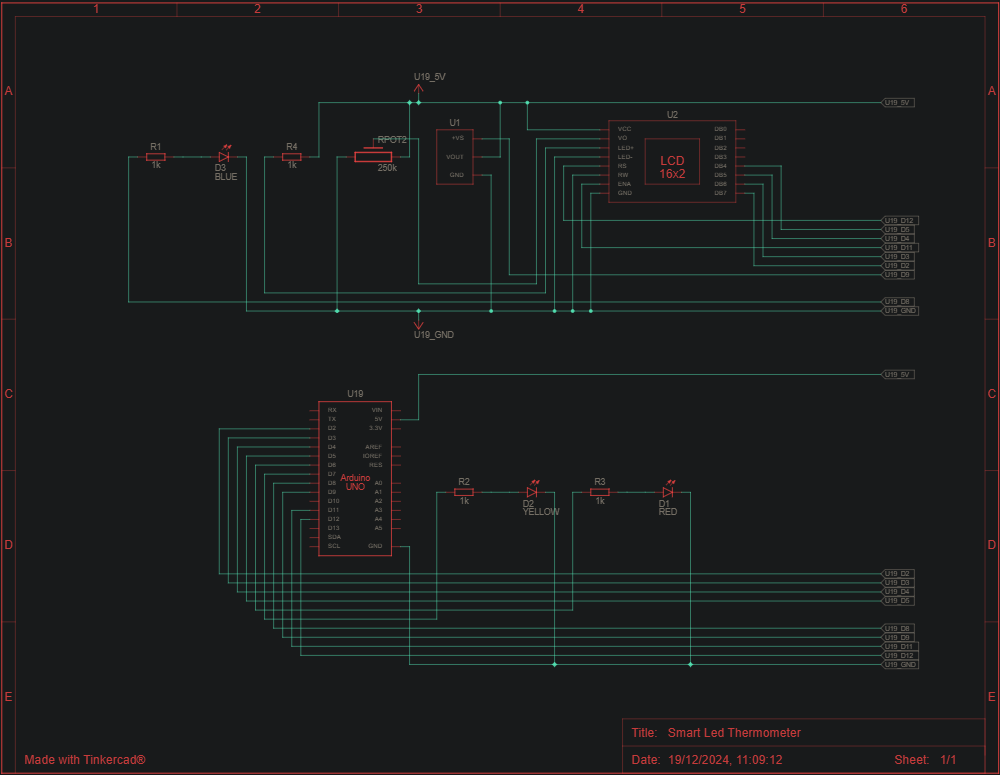 1 2 3 4 5 6
A A
U19_5V
U19_5V
R1
1k
D3
BLUE
R4
1k
RPOT2
250k
U1
+VS
VOUT
GND
U2
LCD
16x2
VCC DB0
VO DB1
LED+ DB2
LED- DB3
RS DB4
RW DB5
ENA DB6
GND DB7
B B
U19_D12
U19_D5
U19_D4
U19_D11
U19_D3
U19_D2
U19_D9
U19_D8
U19_GND
U19_GND
U19_5V
C C
U19
RX VIN
TX 5V
D2 3.3V
D3
D4 AREF
D5 IOREF
D6 RES
D7
D8 A0
D9 A1
D10 A2
D11 A3
D12 A4
D13 A5
SDA
SCL GND
Arduino
UNO
R2
1k
D2
YELLOW
R3
1k
D1
RED
D D
U19_D2
U19_D3
U19_D4
U19_D5
U19_D8
U19_D9
U19_D11
U19_D12
U19_GND
E E
Title: Smart Led Thermometer
Made with Tinkercad®
Date: 19/12/2024, 11:09:12 Sheet: 1/1